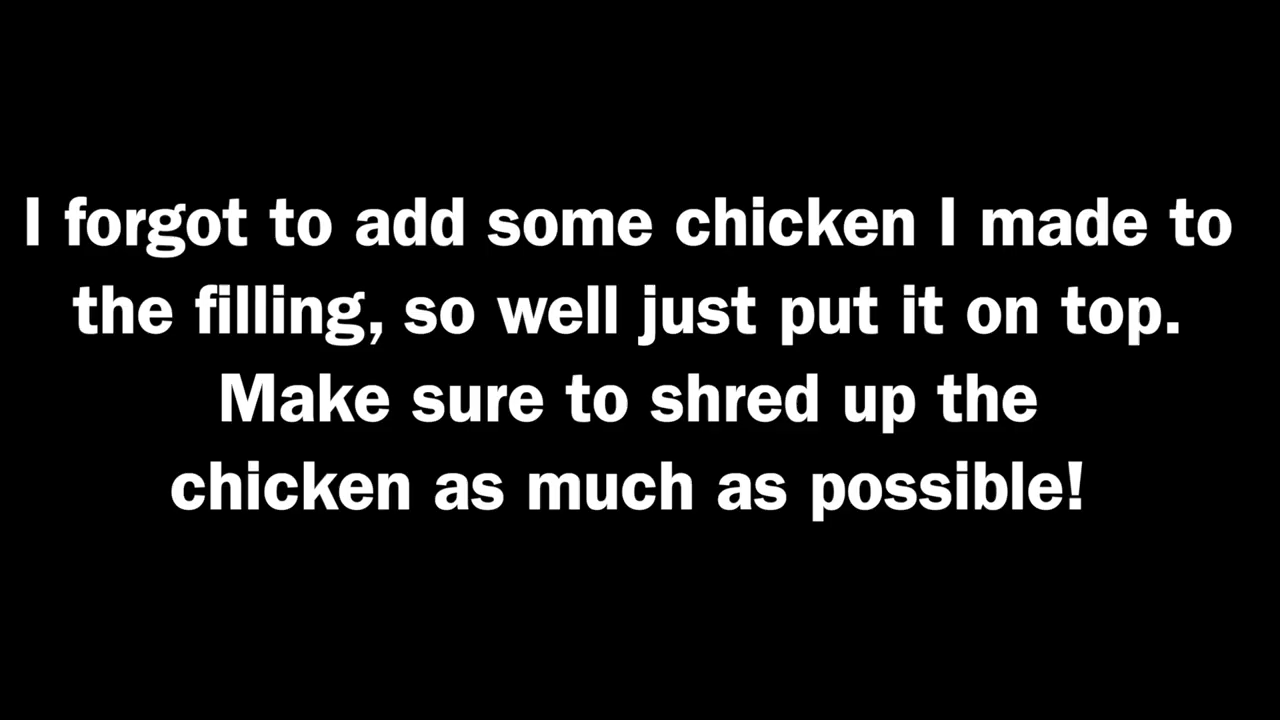 I forgot to add some chicken I made to
the filling, so well just put it on top.
Make sure to shred up the
chicken as much as possible!